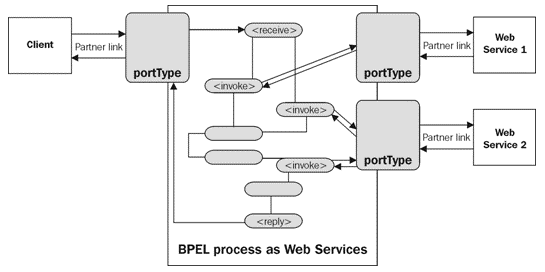 Client
Partner link
portType
<receive>
<invoke>
<invoke>
<invoke>
<reply>
portType
Partner link
Web
Service 1
portType
Partner link
Web
Service 2
BPEL process as Web Services